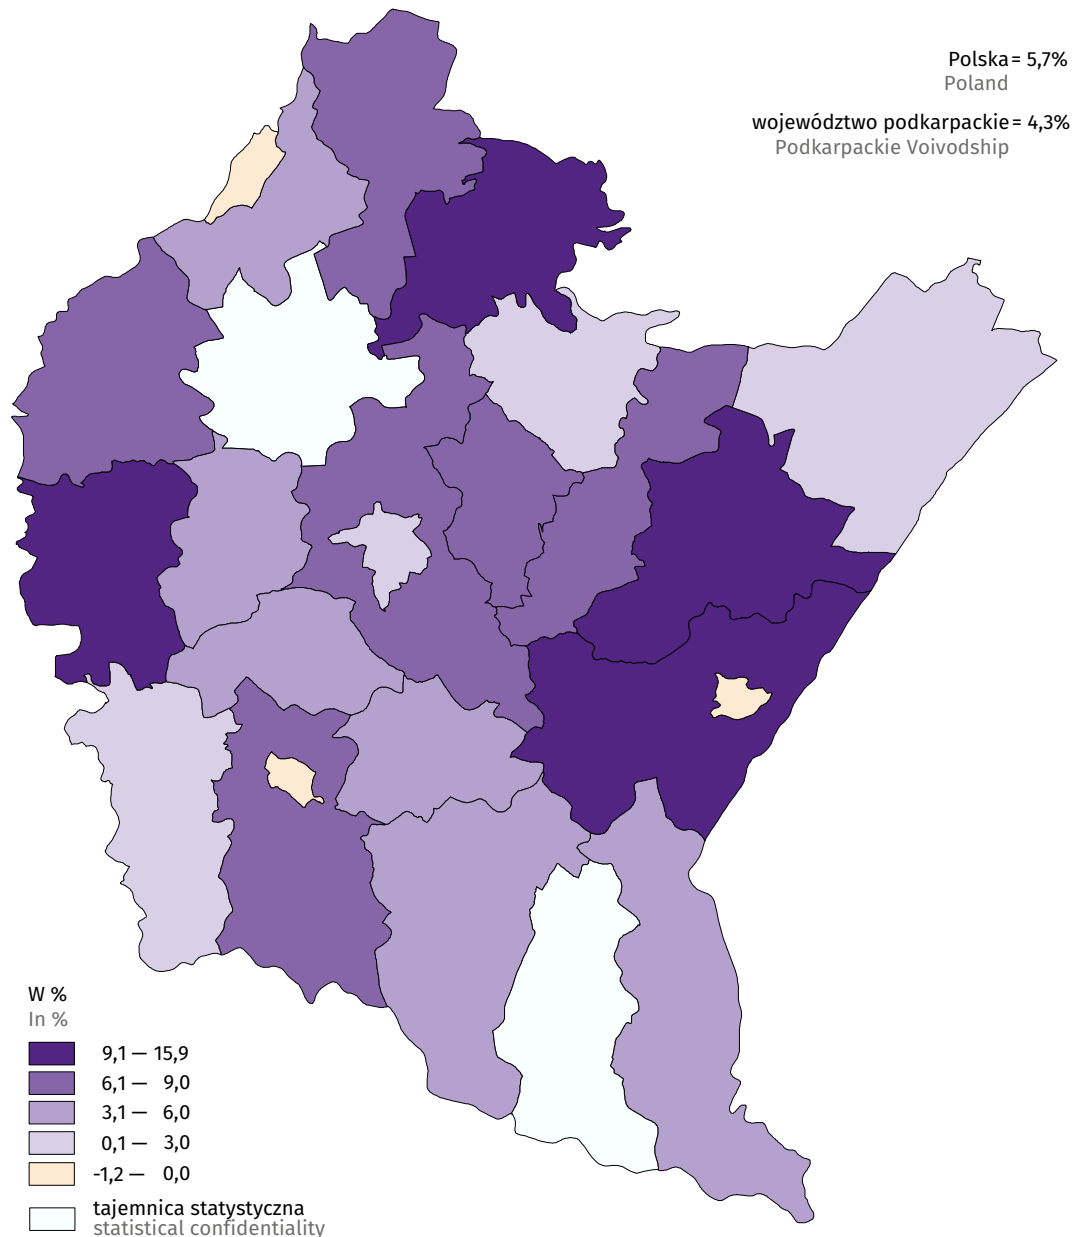 Polska = 5,7%
Poland
województwo podkarpackie = 4,3%
Podkarpackie Voivodship
W %
In %
9,1 — 15,9
6,1 — 9,0
3,1 — 6,0
0,1 — 3,0
-1,2 — 0,0
tajemnica statystyczna
statistical confidentiality